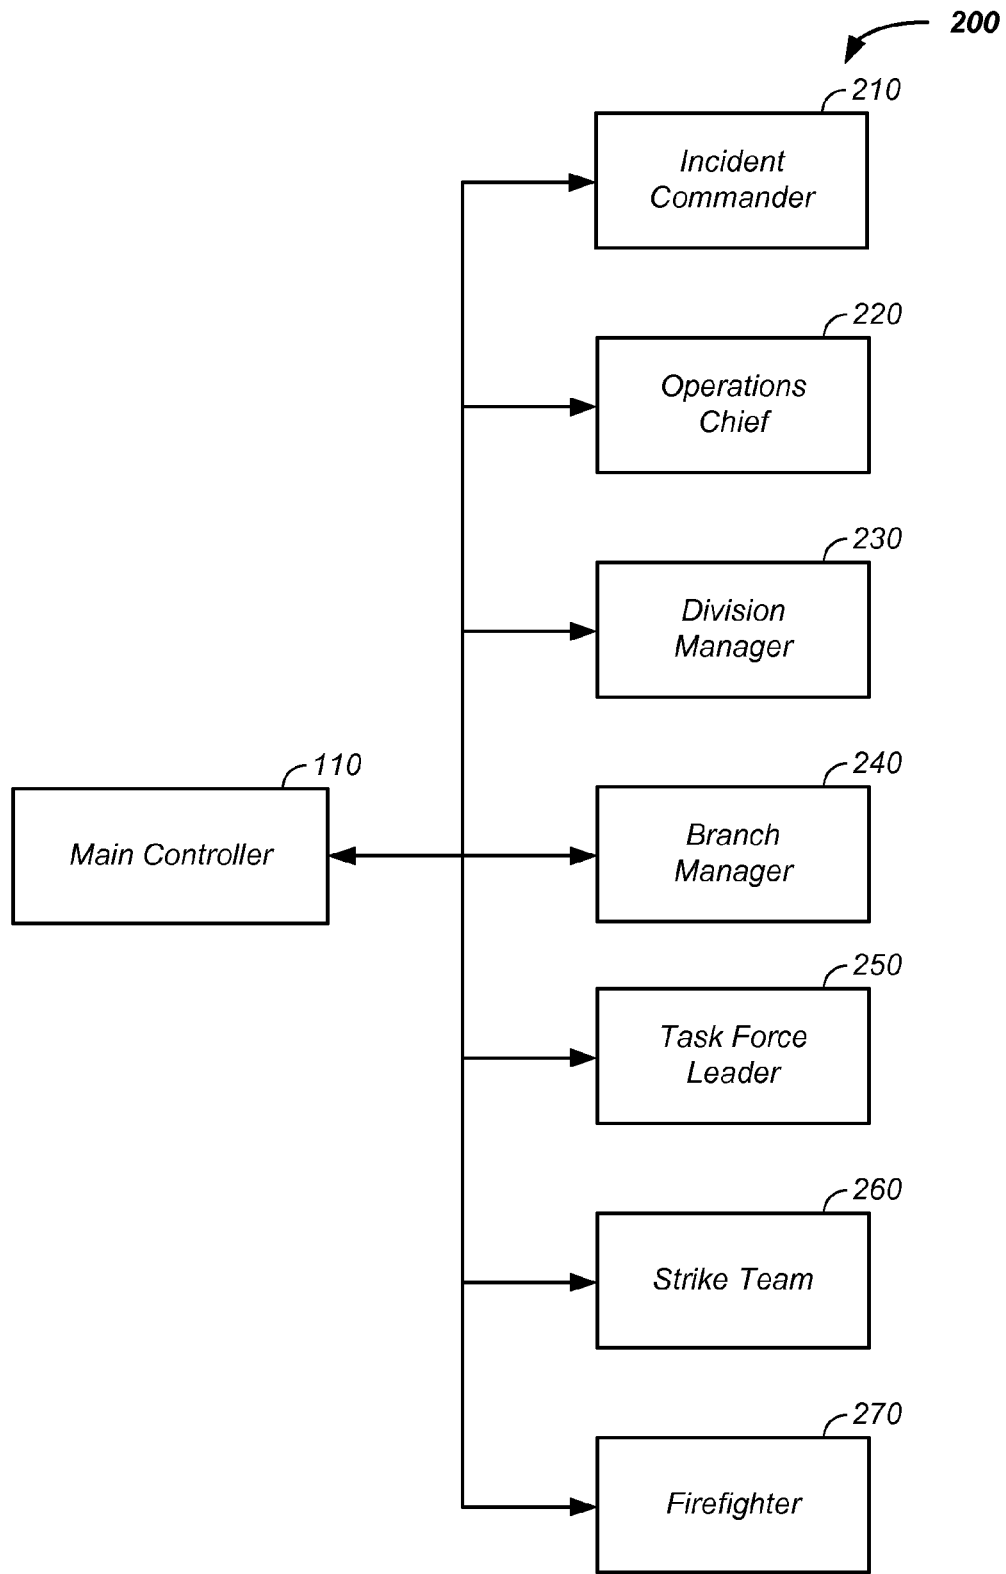 200
210
Incident
Commander
220
Operations
Chief
230
Division
Manager
110
Main Controller
240
Branch
Manager
250
Task Force
Leader
260
Strike Team
270
Firefighter